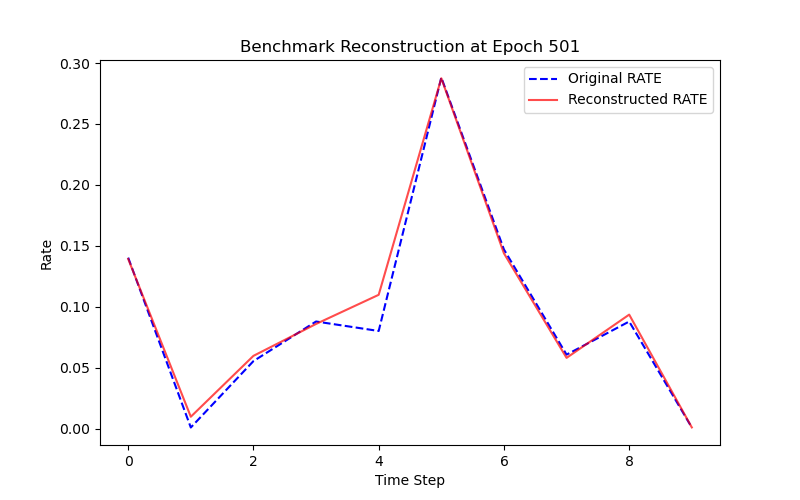 Benchmark Reconstruction at Epoch 501
Original RATE
Reconstructed RATE
Rate
0.30
0.25
0.20
0.15
0.10
0.05
0.00
0 2 4 6 8
Time Step